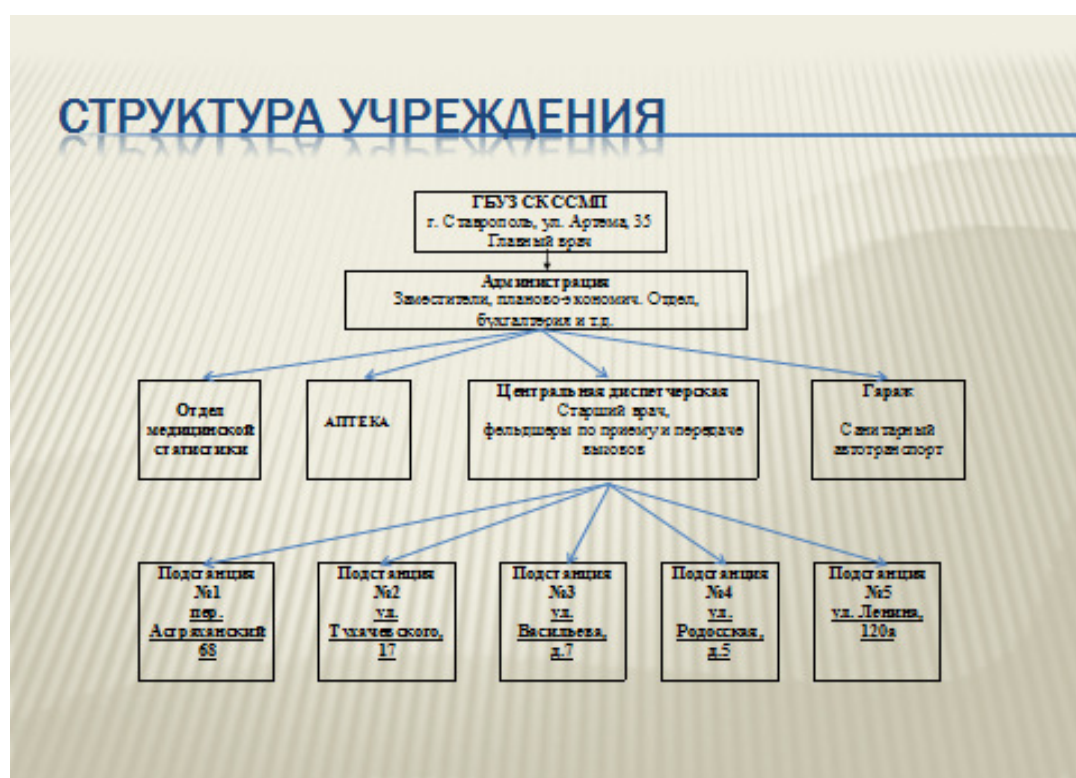 СТРУКТУРА УЧРЕЖДЕНИЯ
ГБУЗ СК ССМП
г. Ставрополь, ул. Артема, 35
Главный врач
Администрация
Заместители, планово-экономич. Отдел,
бухгалтерия и т.д.
Отдел
медицинской
статистики
АПТЕКА
Центральная диспетчерская
Старший врач,
фельдшеры по приему и передаче
вызовов
Гараж
Санитарный
автотранспорт
Подстанция
№1
пер.
Астраханский
68
Подстанция
№2
ул.
Тухачевского,
17
Подстанция
№3
ул.
Васильева,
д.7
Подстанция
№4
ул.
Родосская,
д.5
Подстанция
№5
ул. Ленина,
120а